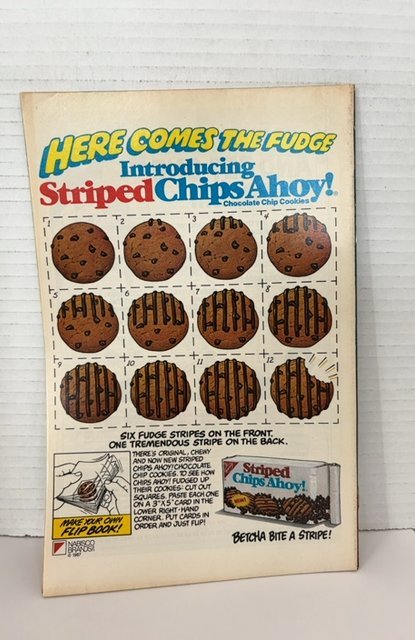 HERE COMES THE FUDGE
Introducing
Striped Chips Ahoy!®
Chocolate Chip Cookies
1 2 3 4
5 6 7 8
9 10 11 12
SIX FUDGE STRIPES ON THE FRONT.
ONE TREMENDOUS STRIPE ON THE BACK.
THERE'S ORIGINAL, CHEWY
AND NOW NEW STRIPED
CHIPS AHOY! CHOCOLATE
CHIP COOKIES. TO SEE HOW
CHIPS AHOY! FUDGED UP
THEIR COOKIES: CUT OUT
SQUARES. PASTE EACH ONE
ON A 3"X5" CARD IN THE
LOWER RIGHT-HAND
CORNER. PUT CARDS IN
ORDER AND JUST FLIP!
MAKE YOUR OWN
FLIP BOOK!
NABISCO
BRANDS
© 1987
Striped
Chips Ahoy!
BETCHA BITE A STRIPE!